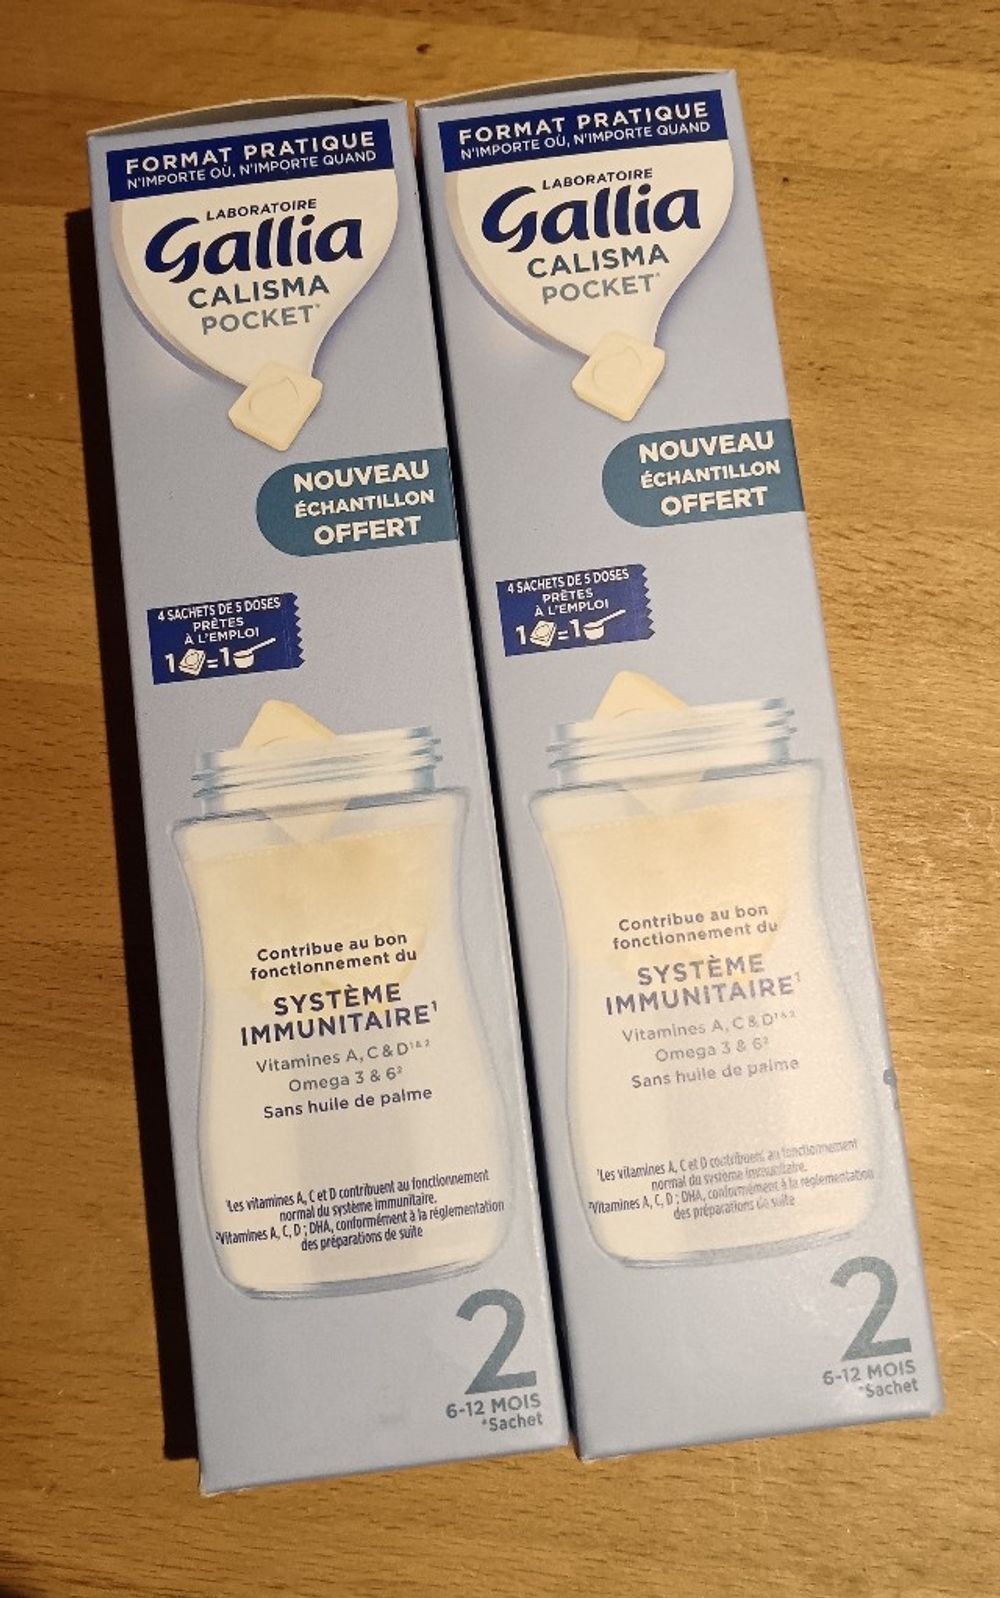 FORMAT PRATIQUE
N'IMPORTE OÙ, N'IMPORTE QUAND
LABORATOIRE
Gallia
CALISMA
POCKET*
NOUVEAU
ÉCHANTILLON
OFFERT
4 SACHETS DE 5 DOSES
PRÊTES
À L'EMPLOI
1 = 1
Contribue au bon
fonctionnement du
SYSTÈME
IMMUNITAIRE¹
Vitamines A, C & D¹&²
Omega 3 & 6²
Sans huile de palme
¹Les vitamines A, C et D contribuent au fonctionnement
normal du système immunitaire.
²Vitamines A, C, D ; DHA, conformément à la réglementation
des préparations de suite
2
6-12 MOIS
*Sachet
FORMAT PRATIQUE
N'IMPORTE OÙ, N'IMPORTE QUAND
LABORATOIRE
Gallia
CALISMA
POCKET*
NOUVEAU
ÉCHANTILLON
OFFERT
4 SACHETS DE 5 DOSES
PRÊTES
À L'EMPLOI
1 = 1
Contribue au bon
fonctionnement du
SYSTÈME
IMMUNITAIRE¹
Vitamines A, C & D¹&²
Omega 3 & 6²
Sans huile de palme
¹Les vitamines A, C et D contribuent au fonctionnement
normal du système immunitaire.
²Vitamines A, C, D ; DHA, conformément à la réglementation
des préparations de suite
2
6-12 MOIS
*Sachet